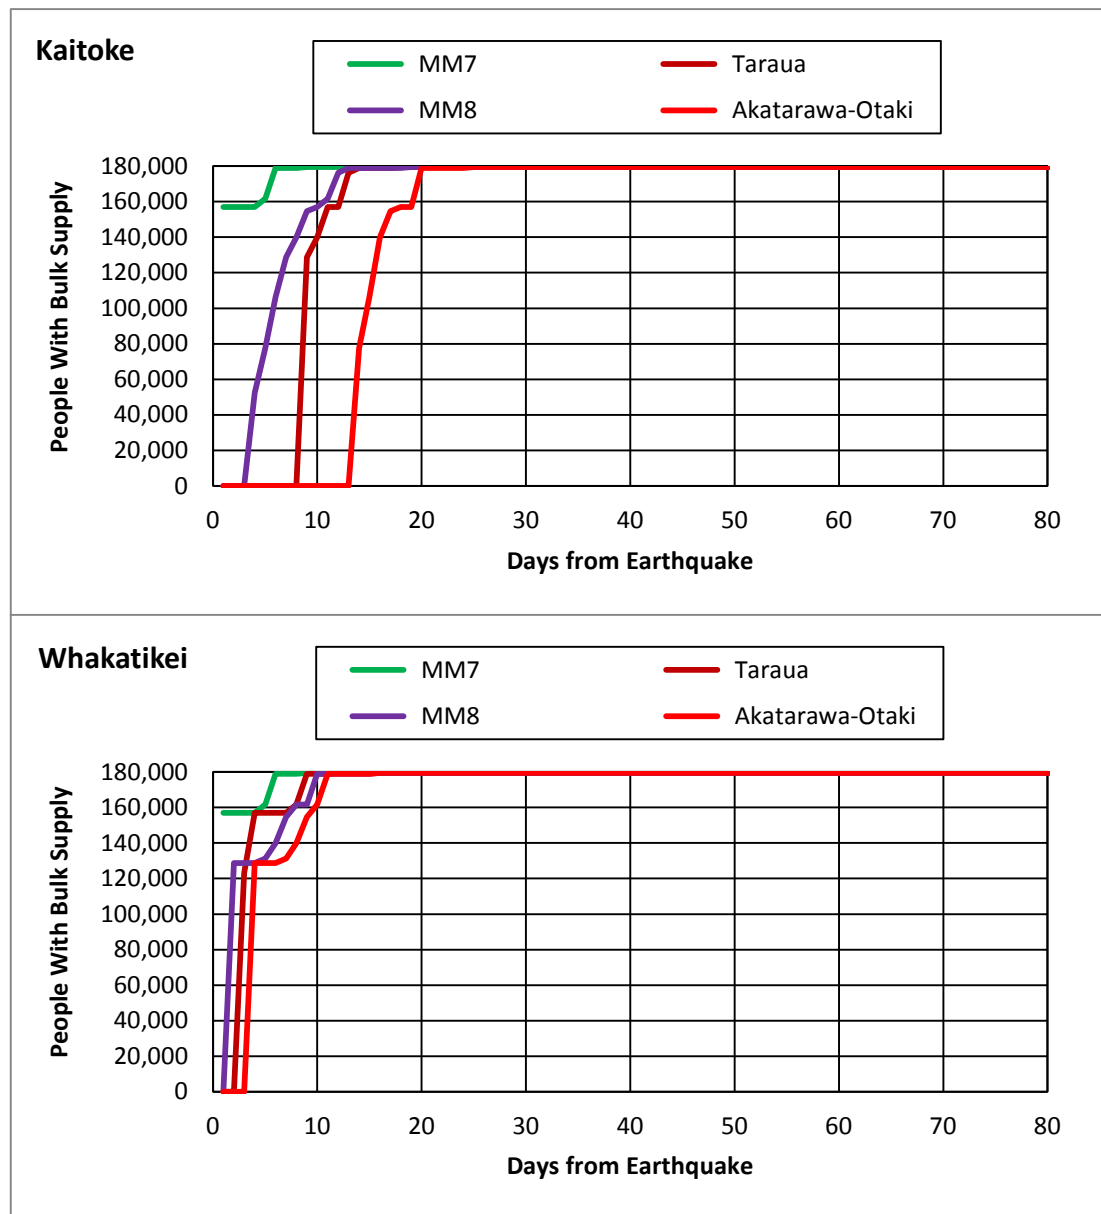 Kaitoke
MM7 Taraua
MM8 Akatarawa-Otaki
People With Bulk Supply
180,000
160,000
140,000
120,000
100,000
80,000
60,000
40,000
20,000
0
0 10 20 30 40 50 60 70 80
Days from Earthquake
Whakatikei
MM7 Taraua
MM8 Akatarawa-Otaki
People With Bulk Supply
180,000
160,000
140,000
120,000
100,000
80,000
60,000
40,000
20,000
0
0 10 20 30 40 50 60 70 80
Days from Earthquake